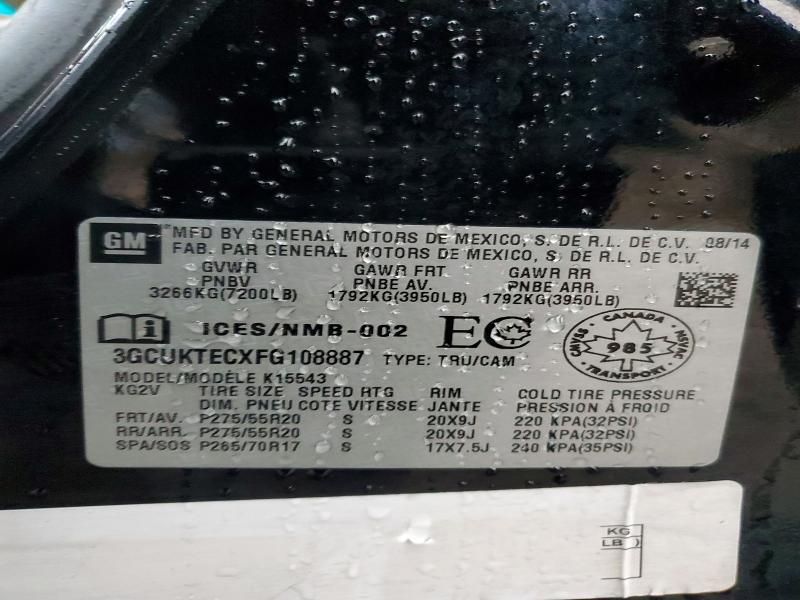 GM
MFD BY GENERAL MOTORS DE MEXICO, S. DE R.L. DE C.V. 08/14
FAB. PAR GENERAL MOTORS DE MEXICO, S. DE R.L. DE C.V.
GVWR GAWR FRT GAWR RR
PNBV PNBE AV. PNBE ARR.
3266KG(7200LB) 1792KG(3950LB) 1792KG(3950LB)
ICES/NMB-002 EC
CANADA
CMVSS 985 NSVAC
TRANSPORT
3GCUKTECXFG108887 TYPE: TRU/CAM
MODEL/MODÈLE K15543
KG2V TIRE SIZE SPEED RTG RIM COLD TIRE PRESSURE
DIM. PNEU COTE VITESSE JANTE PRESSION À FROID
FRT/AV. P275/55R20 S 20X9J 220 KPA(32PSI)
RR/ARR. P275/55R20 S 20X9J 220 KPA(32PSI)
SPA/SOS P265/70R17 S 17X7.5J 240 KPA(35PSI)
KG
LB )